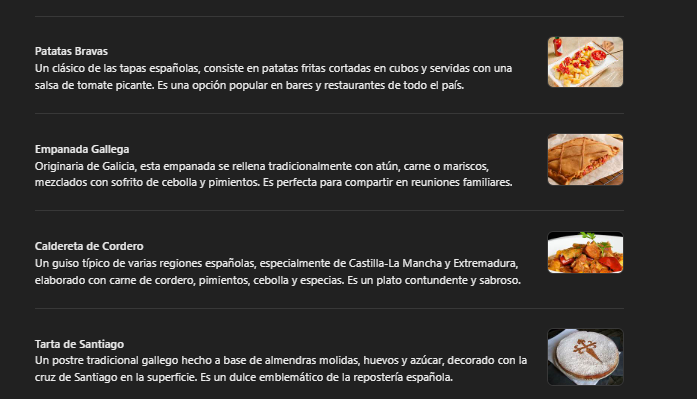 Patatas Bravas
Un clásico de las tapas españolas, consiste en patatas fritas cortadas en cubos y servidas con una
salsa de tomate picante. Es una opción popular en bares y restaurantes de todo el país.
Empanada Gallega
Originaria de Galicia, esta empanada se rellena tradicionalmente con atún, carne o mariscos,
mezclados con sofrito de cebolla y pimientos. Es perfecta para compartir en reuniones familiares.
Caldereta de Cordero
Un guiso típico de varias regiones españolas, especialmente de Castilla-La Mancha y Extremadura,
elaborado con carne de cordero, pimientos, cebolla y especias. Es un plato contundente y sabroso.
Tarta de Santiago
Un postre tradicional gallego hecho a base de almendras molidas, huevos y azúcar, decorado con la
cruz de Santiago en la superficie. Es un dulce emblemático de la repostería española.